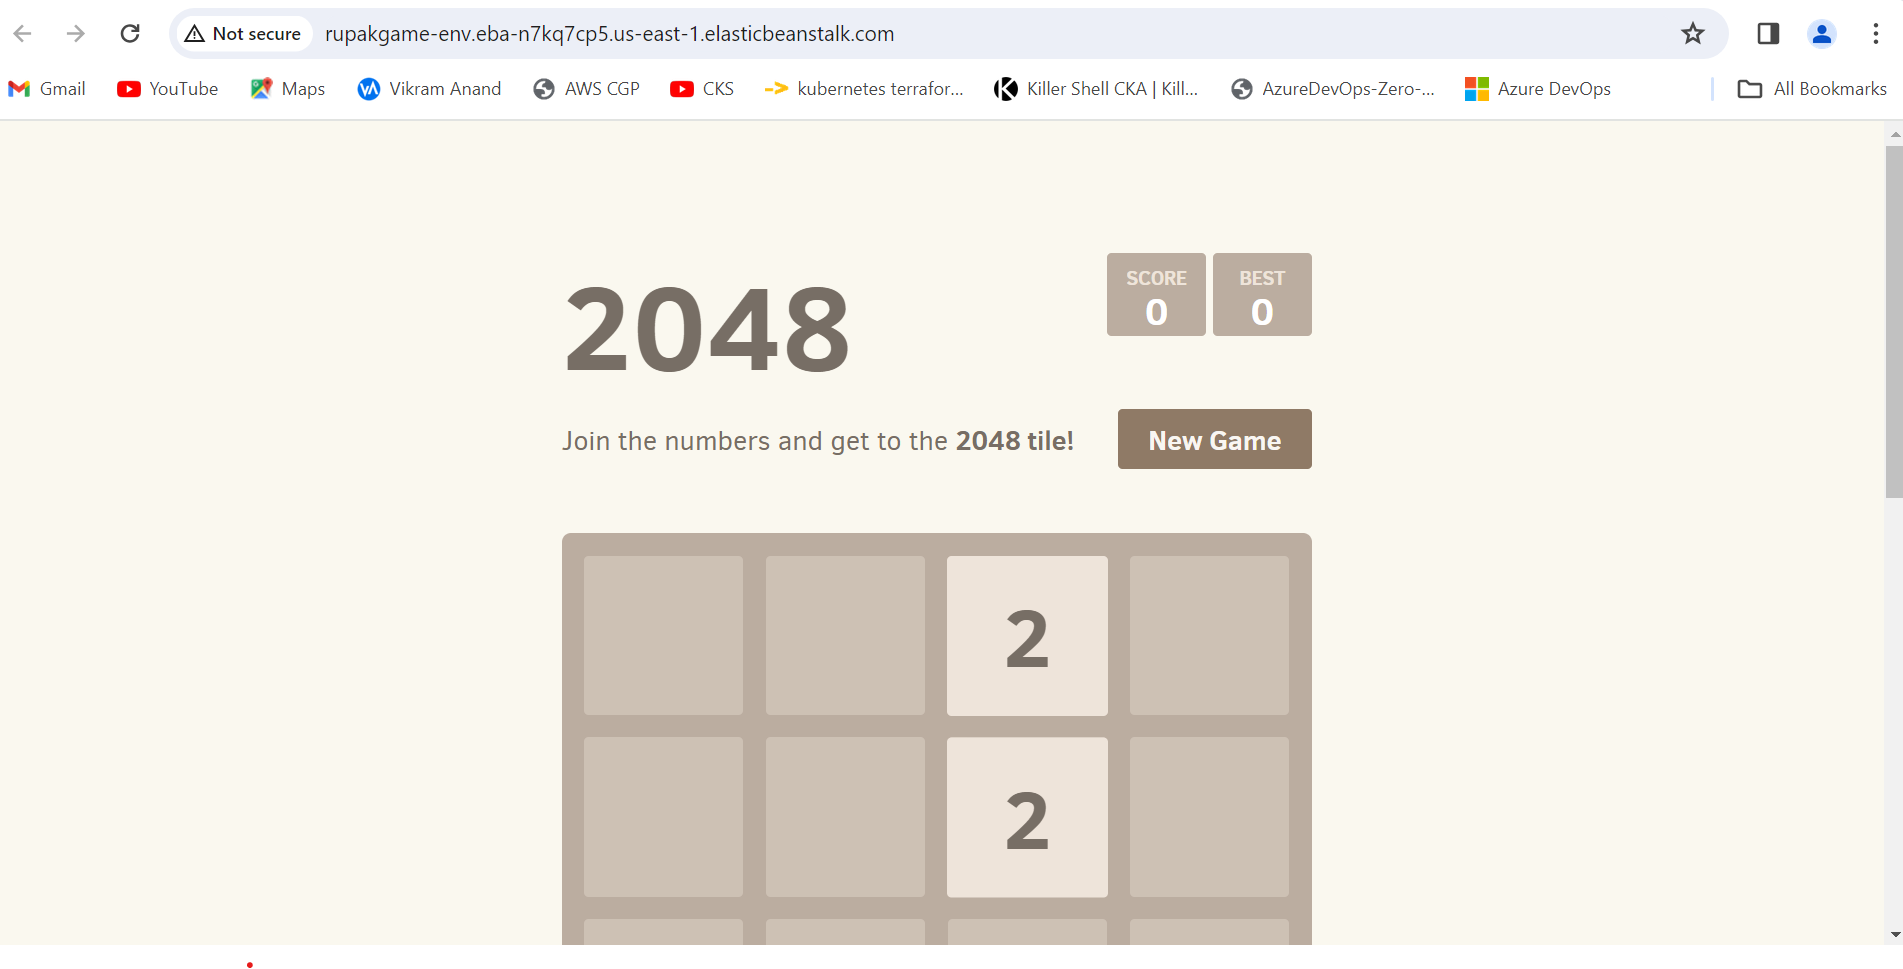 Not secure rupakgame-env.eba-n7kq7cp5.us-east-1.elasticbeanstalk.com
Gmail YouTube Maps Vikram Anand AWS CGP CKS kubernetes terrafor... Killer Shell CKA | Kill... AzureDevOps-Zero-... Azure DevOps All Bookmarks
2048
SCORE BEST
0 0
Join the numbers and get to the 2048 tile! New Game
2
2